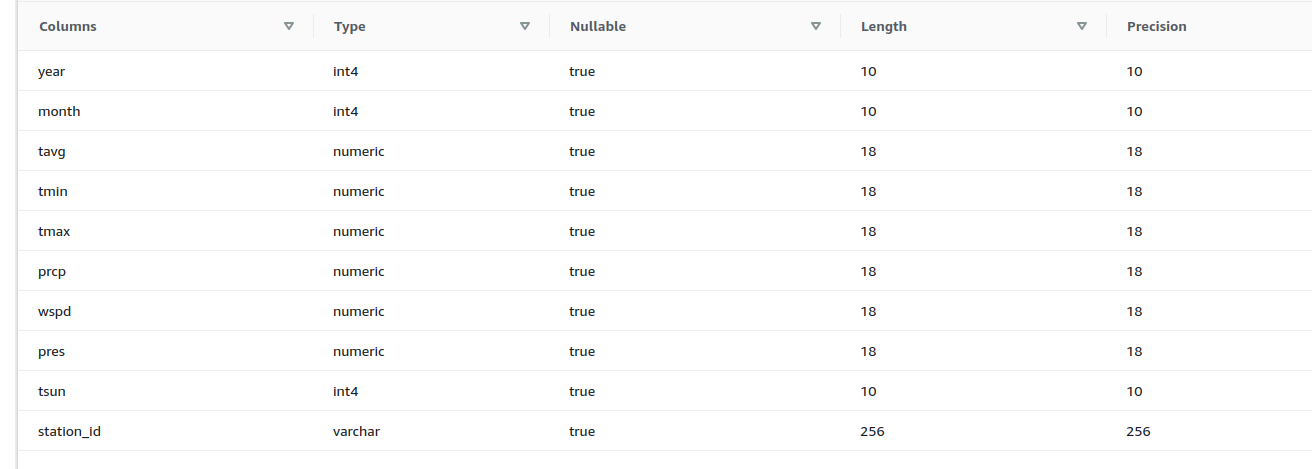 Columns Type Nullable Length Precision
year int4 true 10 10
month int4 true 10 10
tavg numeric true 18 18
tmin numeric true 18 18
tmax numeric true 18 18
prcp numeric true 18 18
wspd numeric true 18 18
pres numeric true 18 18
tsun int4 true 10 10
station_id varchar true 256 256